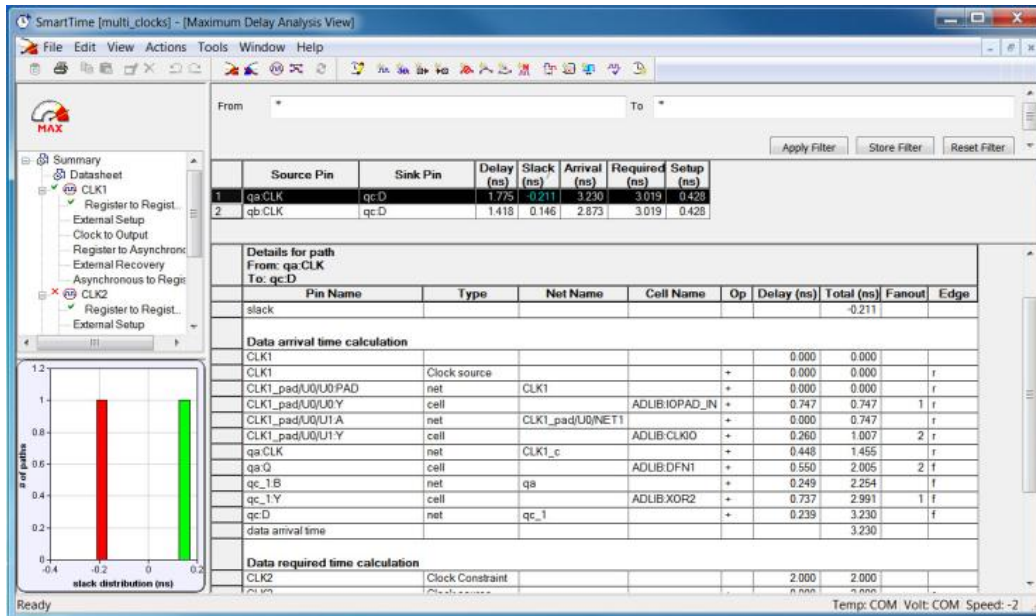 SmartTime [multi_clocks] - [Maximum Delay Analysis View]
File Edit View Actions Tools Window Help
MAX
From * To *
Apply Filter Store Filter Reset Filter
Summary
Datasheet
CLK1
Register to Regist...
External Setup
Clock to Output
Register to Asynchrono
External Recovery
Asynchronous to Regis
CLK2
Register to Regist...
External Setup
Source Pin Sink Pin Delay (ns) Slack (ns) Arrival (ns) Required (ns) Setup (ns)
1 qa:CLK qc:D 1.775 -0.211 3.230 3.019 0.428
2 qb:CLK qc:D 1.418 0.146 2.873 3.019 0.428
Details for path
From: qa:CLK
To: qc:D
Pin Name Type Net Name Cell Name Op Delay (ns) Total (ns) Fanout Edge
slack -0.211
Data arrival time calculation
CLK1 0.000 0.000
CLK1 Clock source + 0.000 0.000 r
CLK1_pad/U0/U0:PAD net CLK1 + 0.000 0.000 r
CLK1_pad/U0/U0:Y cell ADLIB:IOPAD_IN + 0.747 0.747 1 r
CLK1_pad/U0/U1:A net CLK1_pad/U0/NET1 + 0.000 0.747 r
CLK1_pad/U0/U1:Y cell ADLIB:CLKIO + 0.260 1.007 2 r
qa:CLK net CLK1_c + 0.448 1.455 r
qa:Q cell ADLIB:DFN1 + 0.550 2.005 2 f
qc_1:B net qa + 0.249 2.254 f
qc_1:Y cell ADLIB:XOR2 + 0.737 2.991 1 f
qc:D net qc_1 + 0.239 3.230 f
data arrival time 3.230
Data required time calculation
CLK2 Clock Constraint 2.000 2.000
# of paths
1.2
1
0.8
0.6
0.4
0.2
0
-0.4 -0.2 0 0.2
slack distribution (ns)
Ready Temp: COM Volt: COM Speed: -2